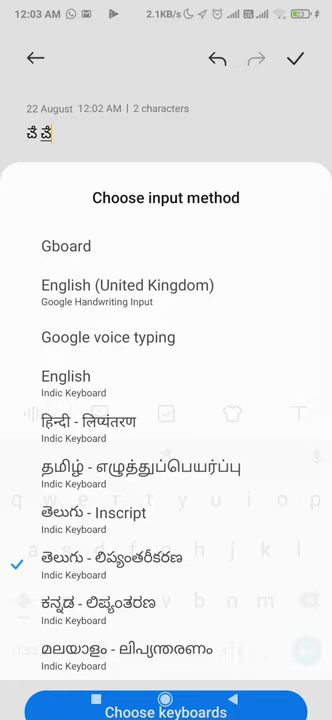 12:03 AM 2.1KB/s 23
22 August 12:02 AM | 2 characters
Choose input method
Gboard
English (United Kingdom)
Google Handwriting Input
Google voice typing
English
Indic Keyboard
हिन्दी - लिप्यंतरण
Indic Keyboard
தமிழ் - எழுத்துப்பெயர்ப்பு
Indic Keyboard
తెలుగు - Inscript
Indic Keyboard
తెలుగు - లిప్యంతరీకరణ
Indic Keyboard
ಕನ್ನಡ - ಲಿಪ್ಯಂತರಣ
Indic Keyboard
മലയാളം - ലിപ്യന്തരണം
Indic Keyboard
Choose keyboards